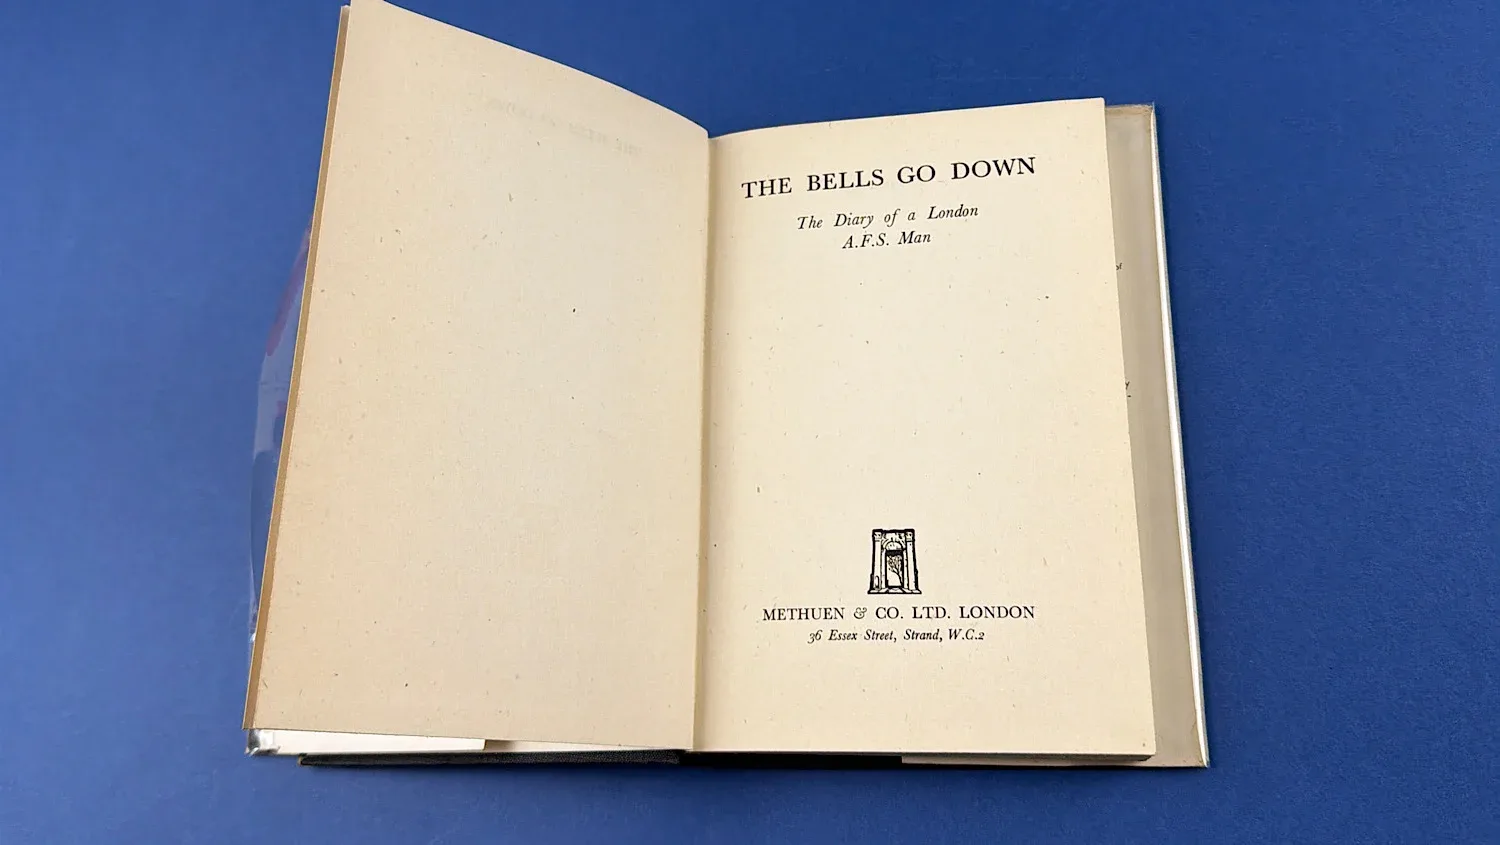 THE BELLS GO DOWN
The Diary of a London
A.F.S. Man
METHUEN & CO. LTD. LONDON
36 Essex Street, Strand, W.C.2